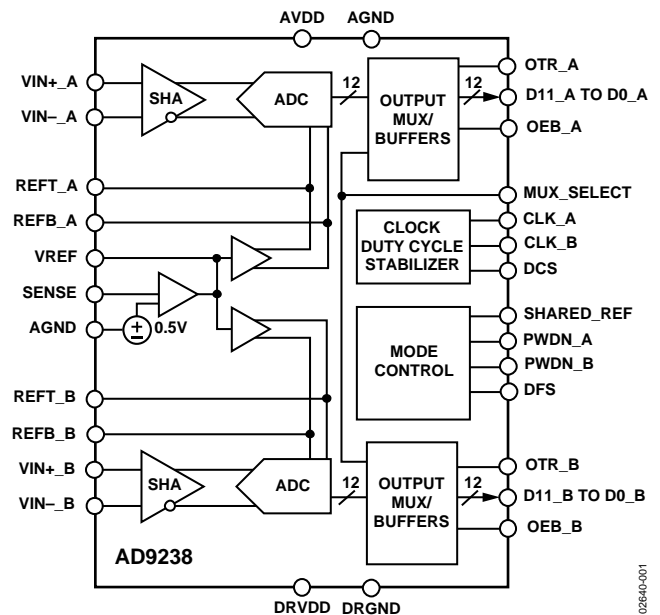 AVDD AGND
VIN+_A
VIN–_A
SHA
ADC
12
OUTPUT
MUX/
BUFFERS
12
OTR_A
D11_A TO D0_A
OEB_A
REFT_A
REFB_A
MUX_SELECT
CLOCK
DUTY CYCLE
STABILIZER
CLK_A
CLK_B
DCS
VREF
SENSE
AGND
0.5V
MODE
CONTROL
SHARED_REF
PWDN_A
PWDN_B
DFS
REFT_B
REFB_B
VIN+_B
VIN–_B
SHA
ADC
12
OUTPUT
MUX/
BUFFERS
12
OTR_B
D11_B TO D0_B
OEB_B
AD9238
DRVDD DRGND
02640-001